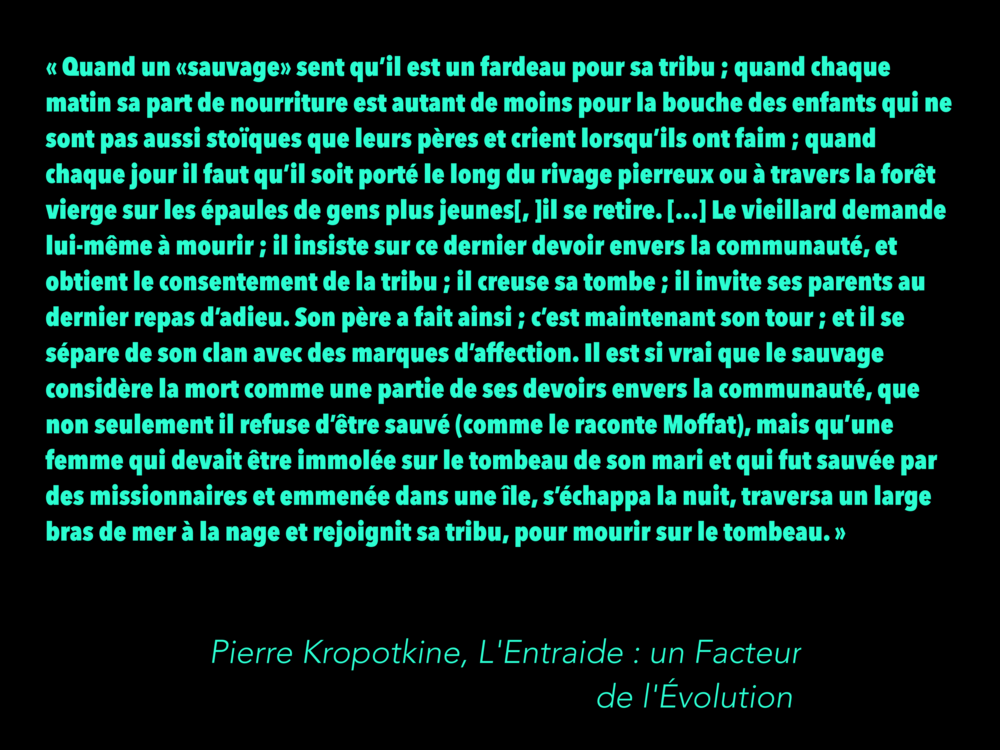 « Quand un «sauvage» sent qu’il est un fardeau pour sa tribu ; quand chaque
matin sa part de nourriture est autant de moins pour la bouche des enfants qui ne
sont pas aussi stoïques que leurs pères et crient lorsqu’ils ont faim ; quand
chaque jour il faut qu’il soit porté le long du rivage pierreux ou à travers la forêt
vierge sur les épaules de gens plus jeunes[, ]il se retire. [...] Le vieillard demande
lui-même à mourir ; il insiste sur ce dernier devoir envers la communauté, et
obtient le consentement de la tribu ; il creuse sa tombe ; il invite ses parents au
dernier repas d’adieu. Son père a fait ainsi ; c’est maintenant son tour ; et il se
sépare de son clan avec des marques d’affection. Il est si vrai que le sauvage
considère la mort comme une partie de ses devoirs envers la communauté, que
non seulement il refuse d’être sauvé (comme le raconte Moffat), mais qu’une
femme qui devait être immolée sur le tombeau de son mari et qui fut sauvée par
des missionnaires et emmenée dans une île, s’échappa la nuit, traversa un large
bras de mer à la nage et rejoignit sa tribu, pour mourir sur le tombeau. »
Pierre Kropotkine, L'Entraide : un Facteur
de l'Évolution